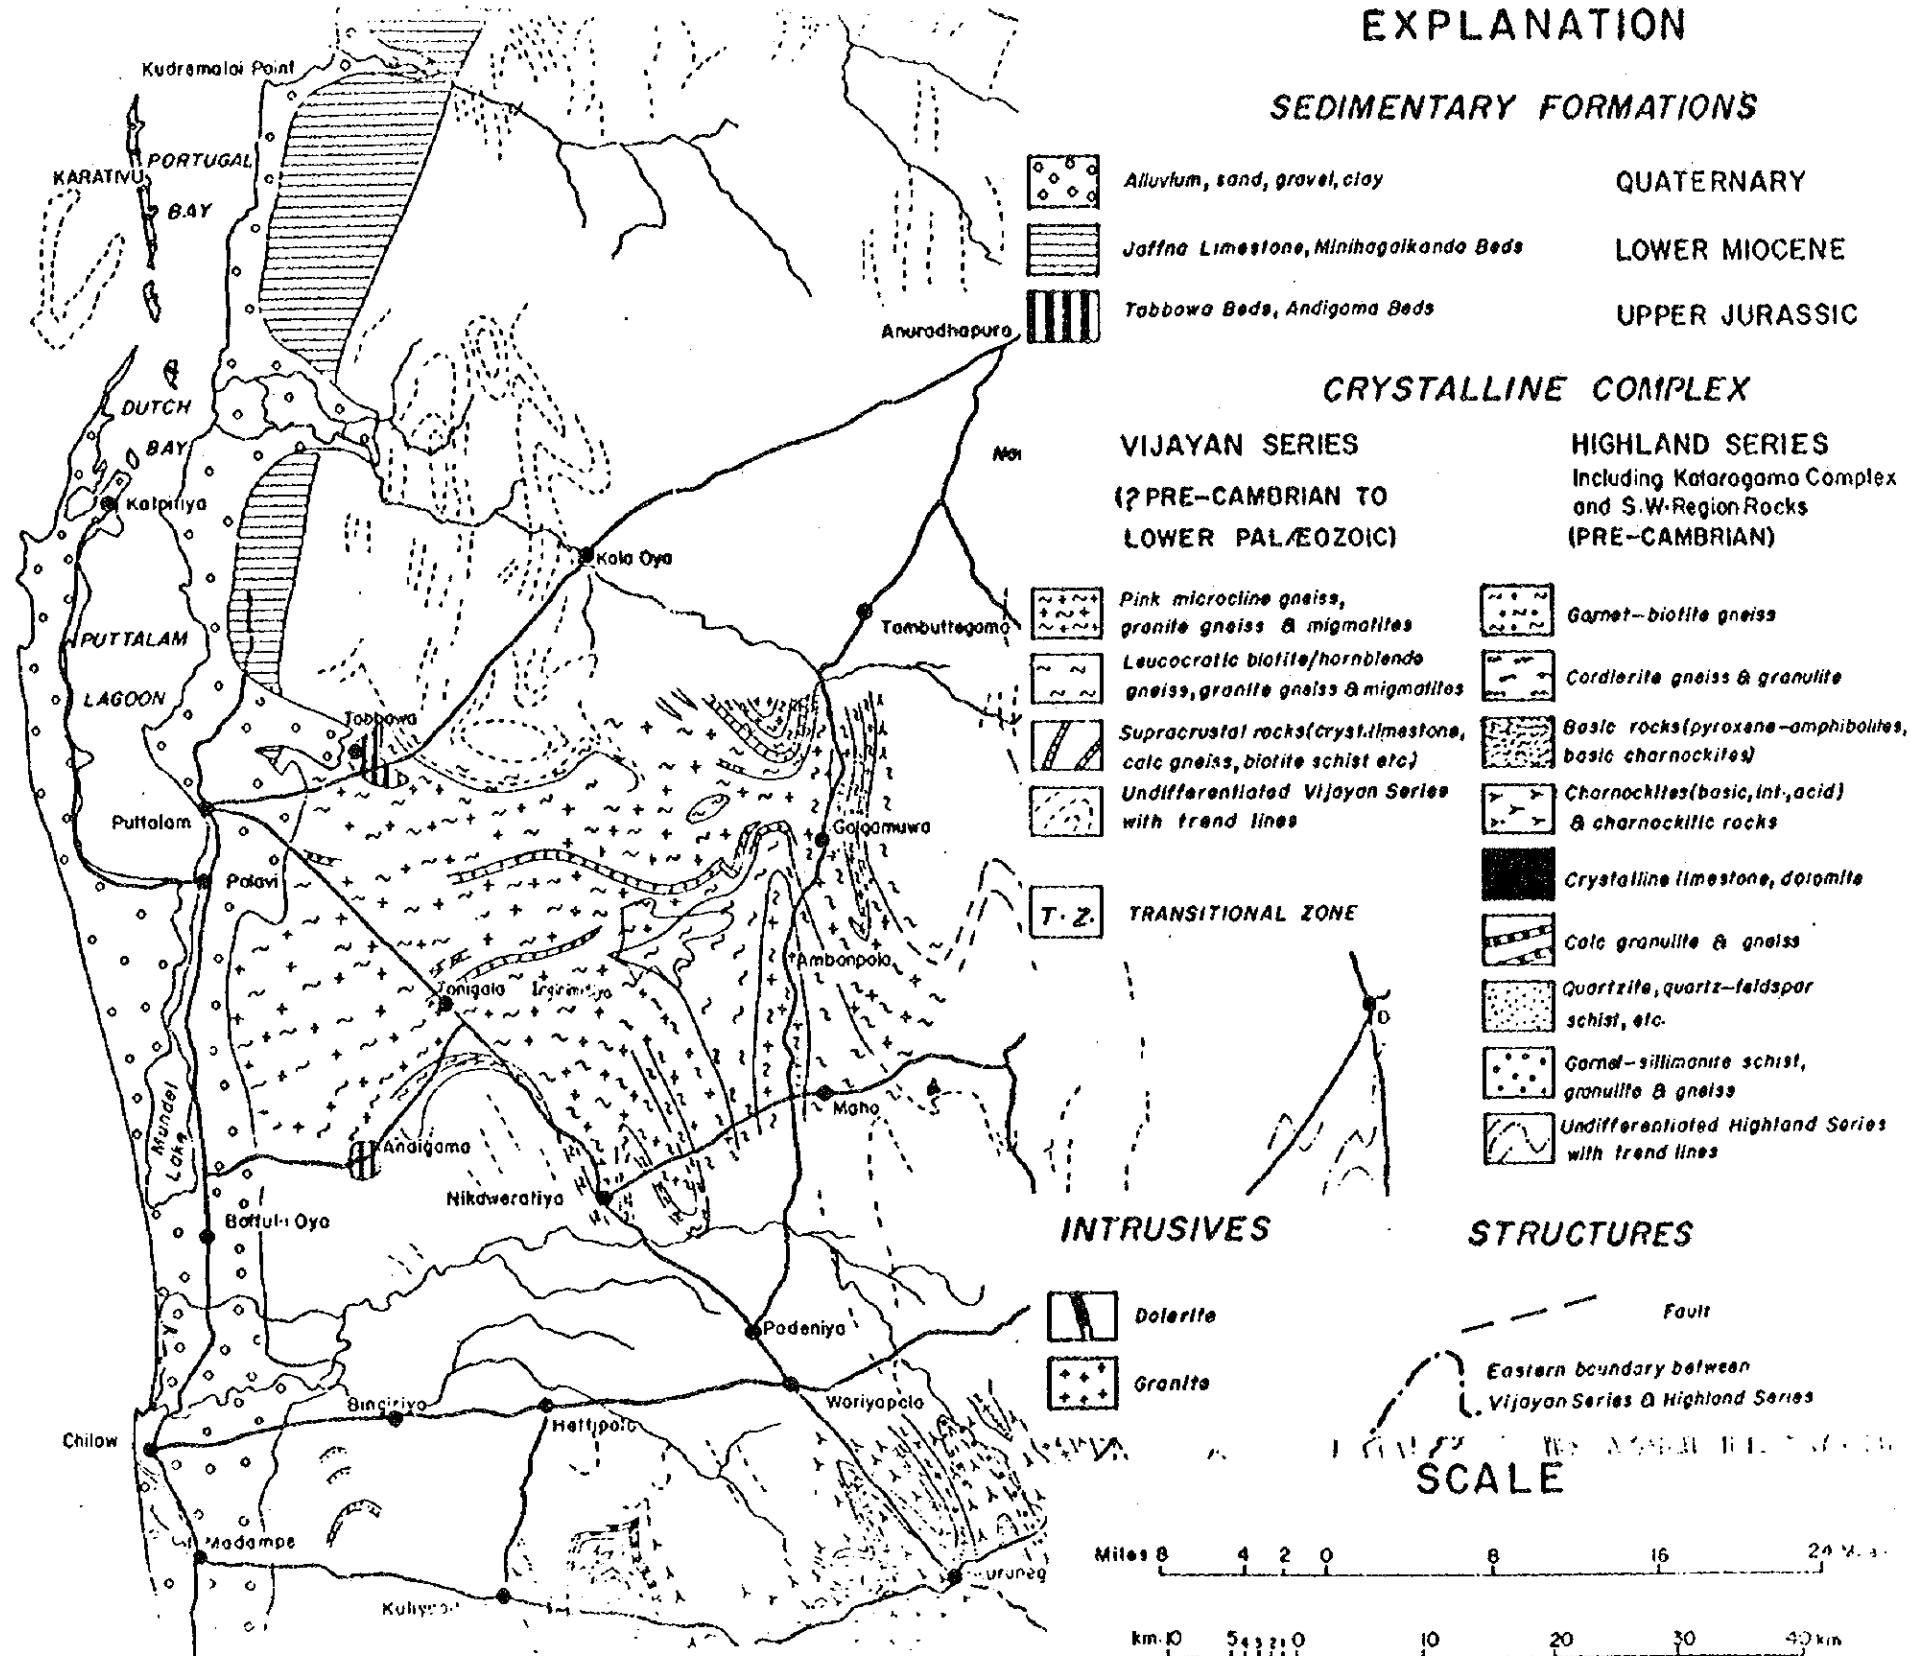 EXPLANATION
SEDIMENTARY FORMATIONS
Alluvium, sand, gravel, clay
QUATERNARY
Jaffna Limestone, Minihagalkanda Beds
LOWER MIOCENE
Tabbowa Beds, Andigama Beds
UPPER JURASSIC
CRYSTALLINE COMPLEX
VIJAYAN SERIES
(? PRE-CAMBRIAN TO
LOWER PALÆOZOIC)
HIGHLAND SERIES
Including Kataragama Complex
and S.W. Region Rocks
(PRE-CAMBRIAN)
Pink microcline gneiss,
granite gneiss & migmatites
Leucocratic biotite/hornblende
gneiss, granite gneiss & migmatites
Supracrustal rocks (cryst. limestone,
calc gneiss, biotite schist etc)
Undifferentiated Vijayan Series
with trend lines
T. Z.
TRANSITIONAL ZONE
Garnet-biotite gneiss
Cordierite gneiss & granulite
Basic rocks (pyroxene-amphibolites,
basic charnockites)
Charnockites (basic, int., acid)
& charnockitic rocks
Crystalline limestone, dolomite
Calc granulite & gneiss
Quartzite, quartz-feldspar
schist, etc.
Garnet-sillimanite schist,
granulite & gneiss
Undifferentiated Highland Series
with trend lines
INTRUSIVES
Dolerite
Granite
STRUCTURES
Fault
Eastern boundary between
Vijayan Series & Highland Series
SCALE
Miles 8 4 2 0 8 16 24
km. 10 5 4 3 2 1 0 10 20 30 40 km
Kudremalai Point
KARATIVU
PORTUGAL
BAY
DUTCH
BAY
Kalpitiya
PUTTALAM
LAGOON
Anuradhapura
Kala Oya
Tambuttegama
Tabbowa
Puttalam
Galgamuwa
Palavi
Ambanpola
Tonigala
Mundel
Lake
Maho
Andigama
Nikaweratiya
Battulu Oya
Padeniya
Wariyapola
Bingiriya
Hettipola
Chilaw
Madampe